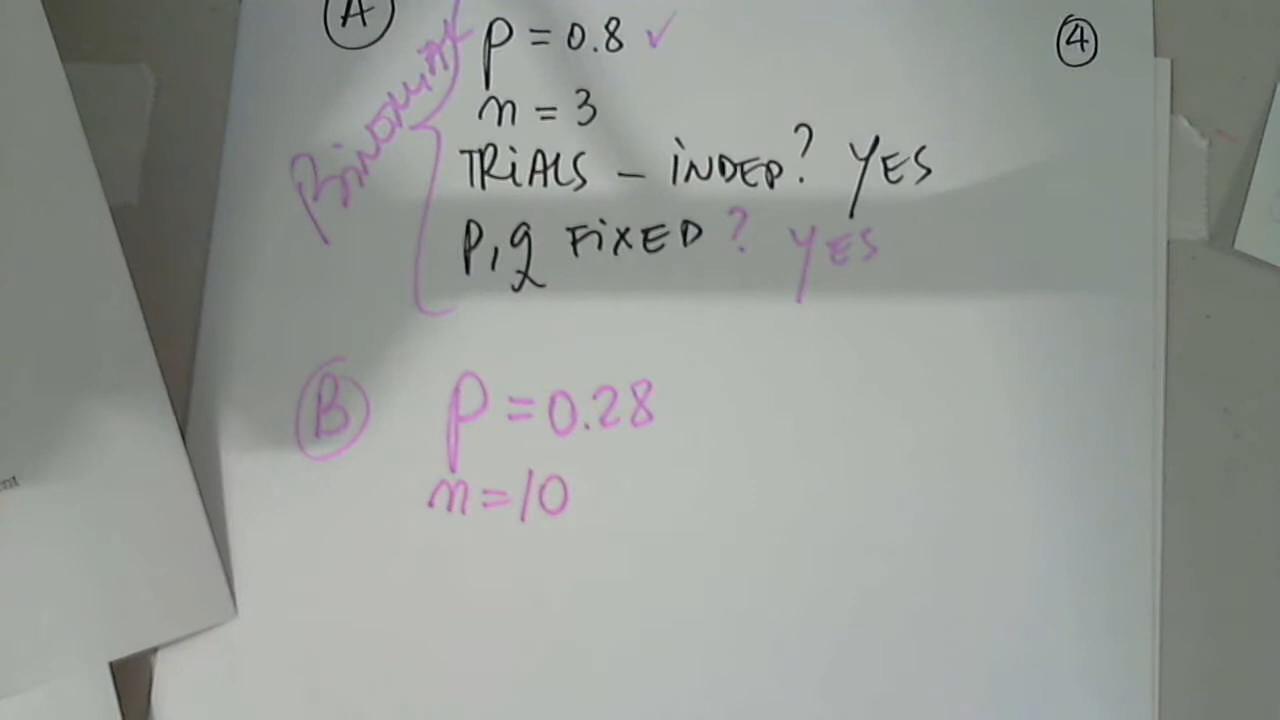 A
p = 0.8 ✓
4
n = 3
BiNOMiAL
TRiALS – iNDEP? YES
P, q FiXED? YES
B
P = 0.28
n = 10